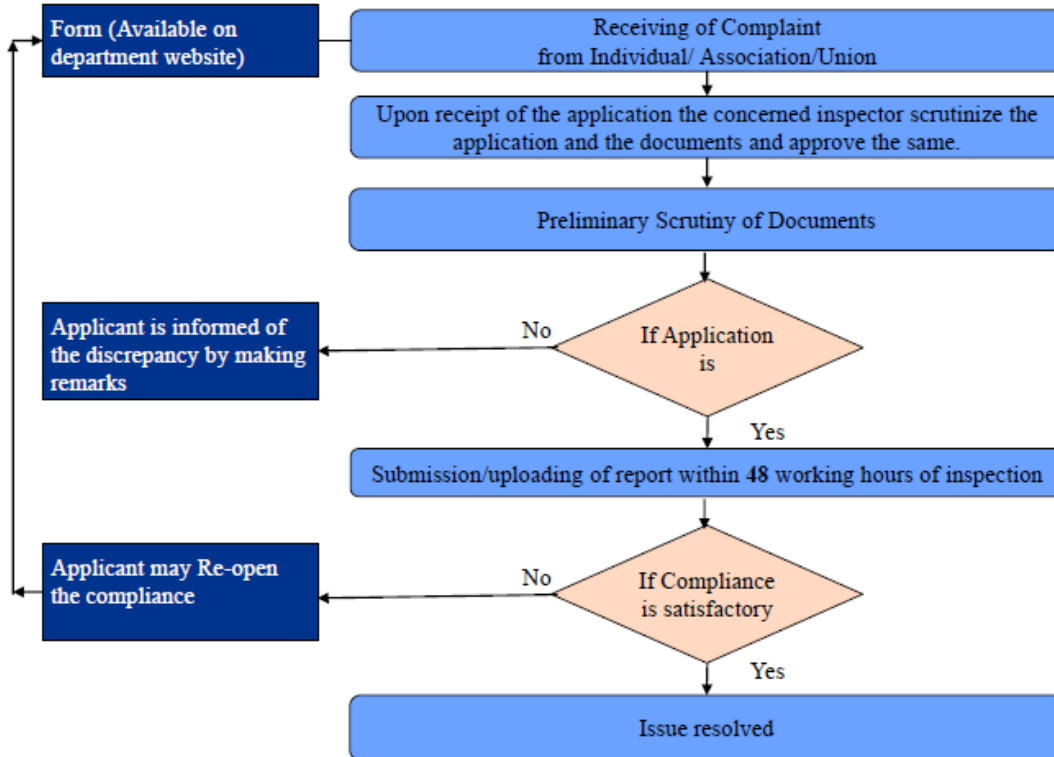 Form (Available on
department website)
Receiving of Complaint
from Individual/ Association/Union
Upon receipt of the application the concerned inspector scrutinize the
application and the documents and approve the same.
Preliminary Scrutiny of Documents
If Application
is
No
Applicant is informed of
the discrepancy by making
remarks
Yes
Submission/uploading of report within 48 working hours of inspection
If Compliance
is satisfactory
No
Applicant may Re-open
the compliance
Yes
Issue resolved